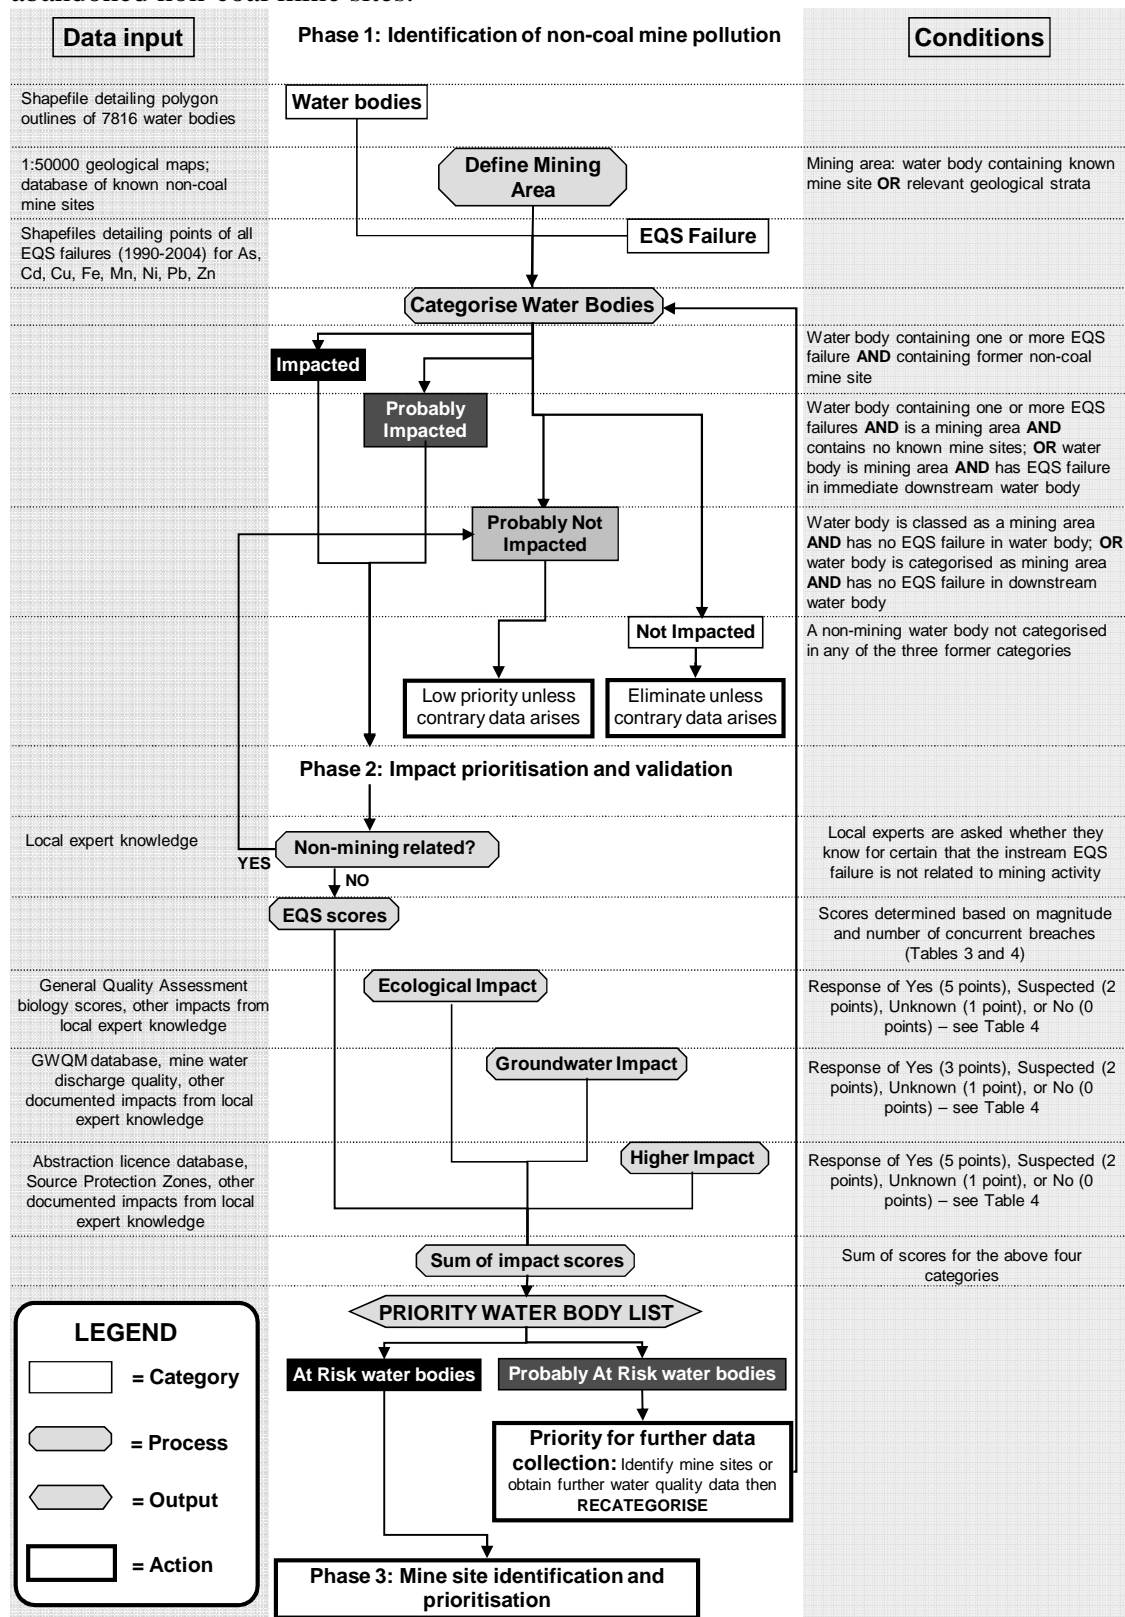 Data input
Phase 1: Identification of non-coal mine pollution
Conditions
Shapefile detailing polygon
outlines of 7816 water bodies
Water bodies
1:50000 geological maps;
database of known non-coal
mine sites
Define Mining
Area
Mining area: water body containing known
mine site OR relevant geological strata
Shapefiles detailing points of all
EQS failures (1990-2004) for As,
Cd, Cu, Fe, Mn, Ni, Pb, Zn
EQS Failure
Categorise Water Bodies
Impacted
Water body containing one or more EQS
failure AND containing former non-coal
mine site
Probably
Impacted
Water body containing one or more EQS
failures AND is a mining area AND
contains no known mine sites; OR water
body is mining area AND has EQS failure
in immediate downstream water body
Probably Not
Impacted
Water body is classed as a mining area
AND has no EQS failure in water body; OR
water body is categorised as mining area
AND has no EQS failure in downstream
water body
Not Impacted
A non-mining water body not categorised
in any of the three former categories
Low priority unless
contrary data arises
Eliminate unless
contrary data arises
Phase 2: Impact prioritisation and validation
Local expert knowledge
YES
Non-mining related?
NO
Local experts are asked whether they
know for certain that the instream EQS
failure is not related to mining activity
EQS scores
Scores determined based on magnitude
and number of concurrent breaches
(Tables 3 and 4)
General Quality Assessment
biology scores, other impacts from
local expert knowledge
Ecological Impact
Response of Yes (5 points), Suspected (2
points), Unknown (1 point), or No (0
points) – see Table 4
GWQM database, mine water
discharge quality, other
documented impacts from local
expert knowledge
Groundwater Impact
Response of Yes (3 points), Suspected (2
points), Unknown (1 point), or No (0
points) – see Table 4
Abstraction licence database,
Source Protection Zones, other
documented impacts from local
expert knowledge
Higher Impact
Response of Yes (5 points), Suspected (2
points), Unknown (1 point), or No (0
points) – see Table 4
Sum of impact scores
Sum of scores for the above four
categories
PRIORITY WATER BODY LIST
At Risk water bodies
Probably At Risk water bodies
Priority for further data
collection: Identify mine sites or
obtain further water quality data then
RECATEGORISE
Phase 3: Mine site identification and
prioritisation
LEGEND
= Category
= Process
= Output
= Action